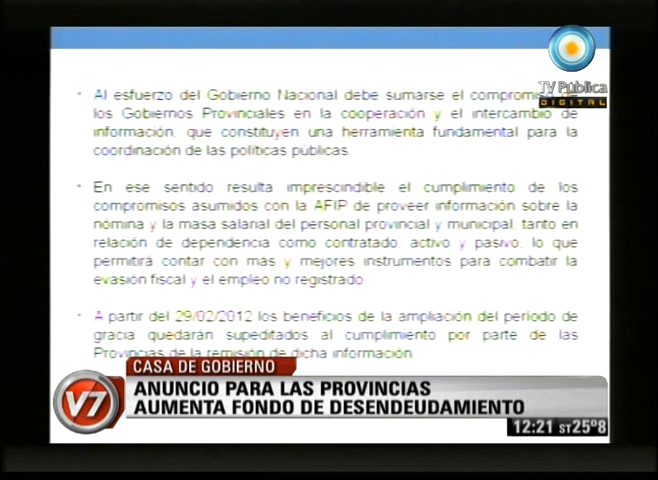 Al esfuerzo del Gobierno Nacional debe sumarse el compromiso de
los Gobiernos Provinciales en la cooperación y el intercambio de
información, que constituyen una herramienta fundamental para la
coordinación de las políticas públicas.
En ese sentido resulta imprescindible el cumplimiento de los
compromisos asumidos con la AFIP de proveer información sobre la
nómina y la masa salarial del personal provincial y municipal, tanto en
relación de dependencia como contratado, activo y pasivo, lo que
permitirá contar con más y mejores instrumentos para combatir la
evasión fiscal y el empleo no registrado
A partir del 29/02/2012 los beneficios de la ampliación del período de
gracia quedarán supeditados al cumplimiento por parte de las
Provincias de la remisión de dicha información
TV Pública
DIGITAL
CASA DE GOBIERNO
V7
ANUNCIO PARA LAS PROVINCIAS
AUMENTA FONDO DE DESENDEUDAMIENTO
12:21 ST25º8